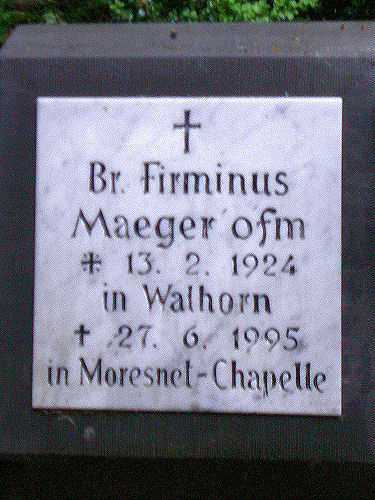 Br. Firminus
Maeger ofm
* 13. 2. 1924
in Walhorn
† 27. 6. 1995
in Moresnet-Chapelle